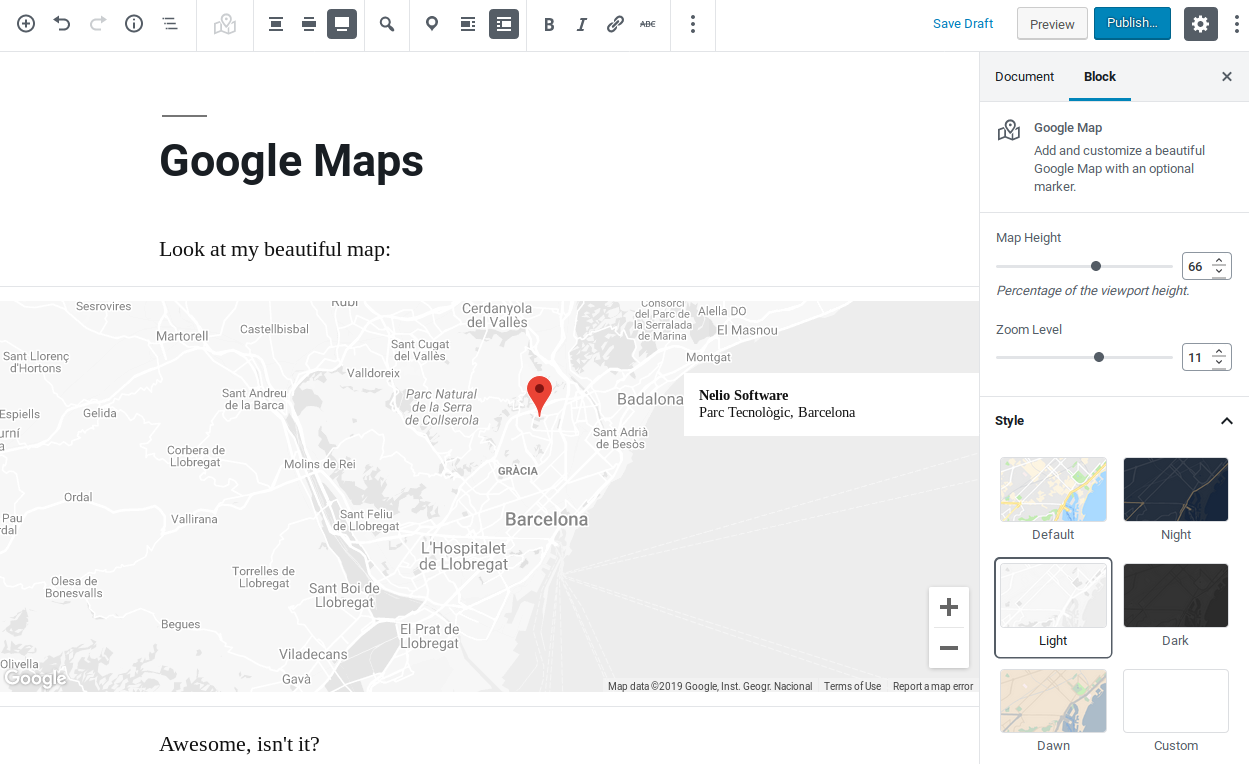 B I ABC
Save Draft
Preview
Publish...
Document
Block
Google Map
Add and customize a beautiful
Google Map with an optional
marker.
Map Height
66
Percentage of the viewport height.
Zoom Level
11
Style
Default
Night
Light
Dark
Dawn
Custom
Google Maps
Look at my beautiful map:
Sesrovires
Rubí
Cerdanyola
del Vallès
Consorci
del Parc de
la Serralada
de Marina
Alella DO
El Masnou
Martorell
Castellbisbal
Sant Cugat
del Vallès
Montgat
Sant Llorenç
d'Hortons
Valldoreix
Sant Andreu
de la Barca
Parc Natural
de la Serra
de Collserola
Badalona
Nelio Software
Parc Tecnològic, Barcelona
Espiells
Gelida
Sant Adrià
de Besòs
Corbera de
Llobregat
Molins de Rei
GRÀCIA
Ordal
Pau
Vallirana
Sant Feliu
de Llobregat
Barcelona
L'Hospitalet
de Llobregat
Olesa de
Bonesvalls
Torrelles de
Llobregat
Sant Boi de
Llobregat
Begues
El Prat de
Llobregat
Viladecans
Olivella
Gavà
Google
Map data ©2019 Google, Inst. Geogr. Nacional
Terms of Use
Report a map error
Awesome, isn't it?